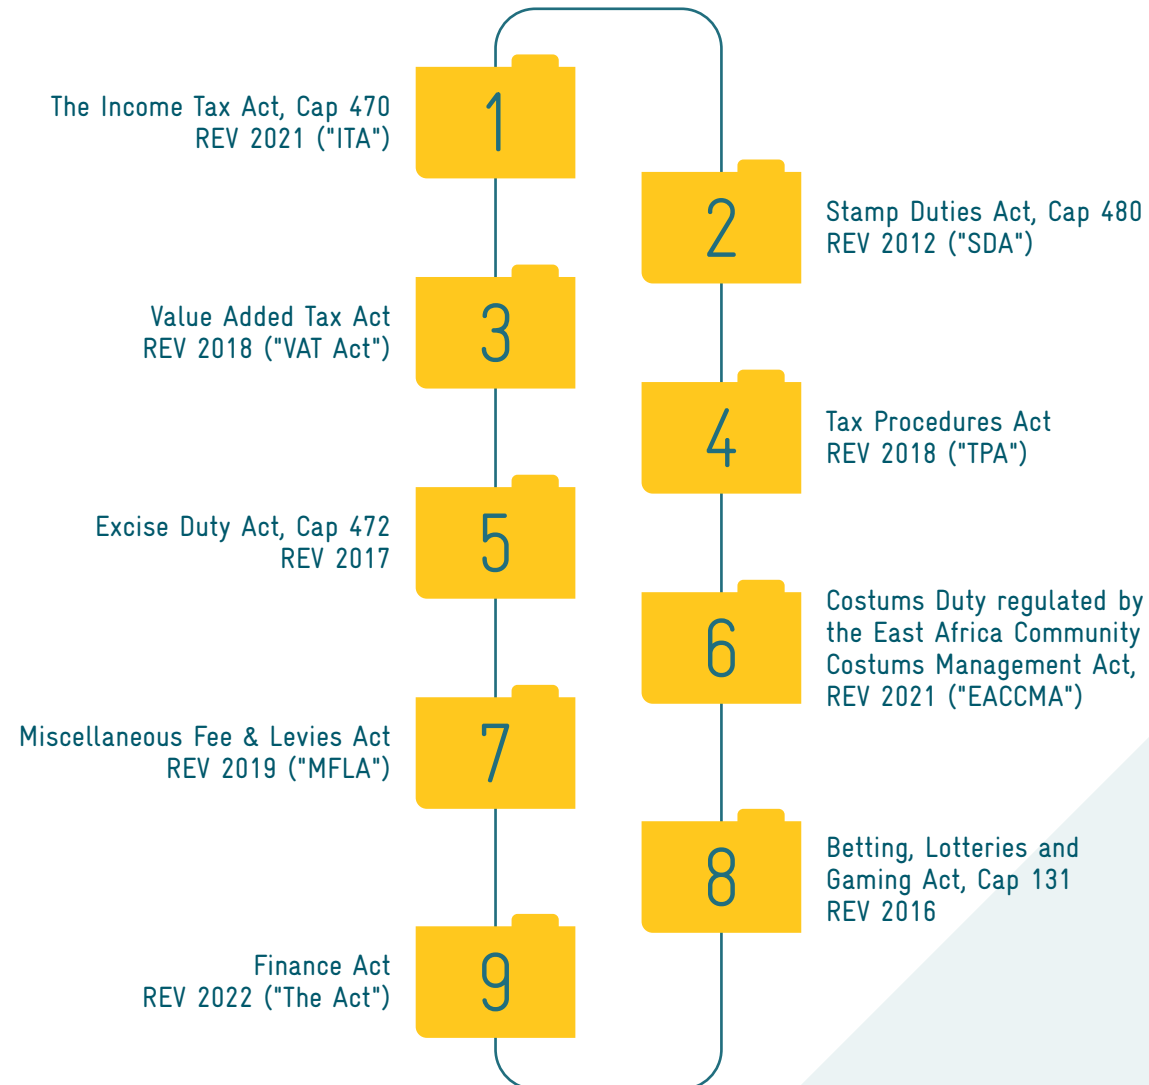 1
The Income Tax Act, Cap 470
REV 2021 ("ITA")
2
Stamp Duties Act, Cap 480
REV 2012 ("SDA")
3
Value Added Tax Act
REV 2018 ("VAT Act")
4
Tax Procedures Act
REV 2018 ("TPA")
5
Excise Duty Act, Cap 472
REV 2017
6
Costums Duty regulated by
the East Africa Community
Costums Management Act,
REV 2021 ("EACCMA")
7
Miscellaneous Fee & Levies Act
REV 2019 ("MFLA")
8
Betting, Lotteries and
Gaming Act, Cap 131
REV 2016
9
Finance Act
REV 2022 ("The Act")